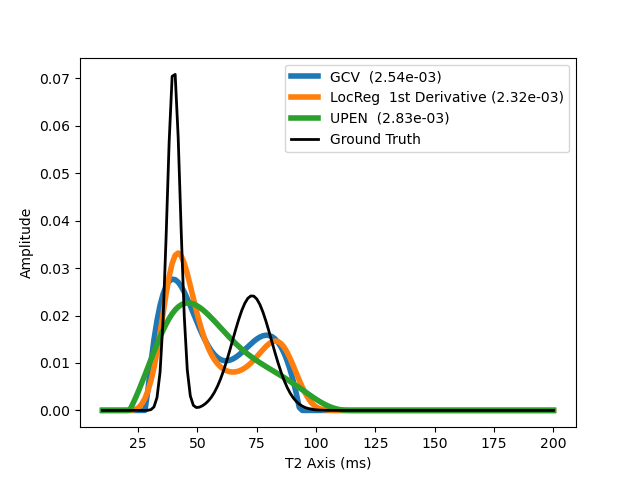 GCV  (2.54e-03)
LocReg  1st Derivative (2.32e-03)
UPEN  (2.83e-03)
Ground Truth
0.07
0.06
0.05
0.04
0.03
0.02
0.01
0.00
Amplitude
25 50 75 100 125 150 175 200
T2 Axis (ms)